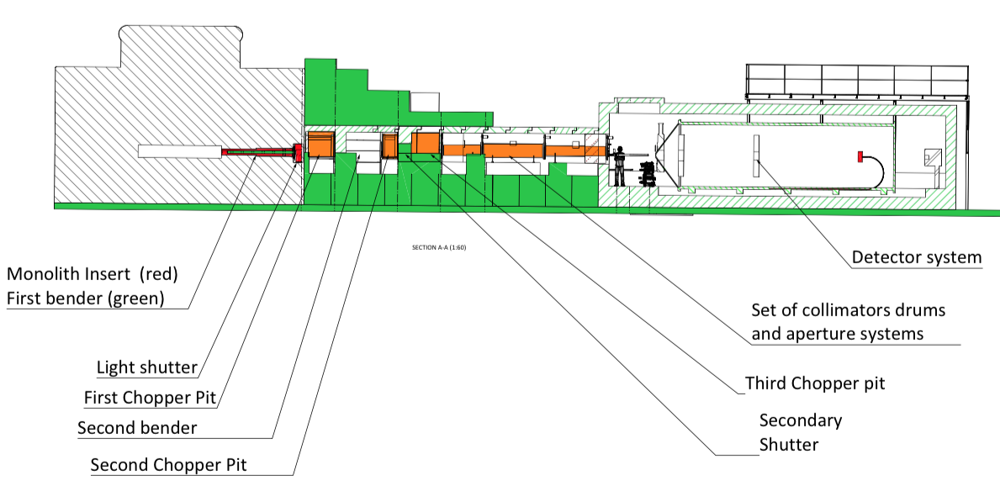 SECTION A-A (1:60)
Detector system
Monolith Insert (red)
First bender (green)
Set of collimators drums
and aperture systems
Light shutter
First Chopper Pit
Third Chopper pit
Second bender
Secondary
Shutter
Second Chopper Pit